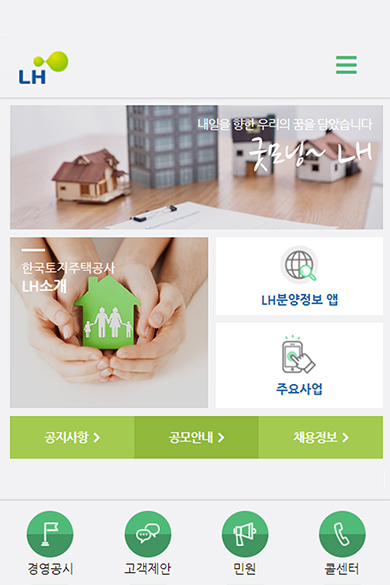 LH
내일을 향한 우리의 꿈을 담았습니다
굿모닝~ LH
한국토지주택공사
LH소개
LH분양정보 앱
주요사업
공지사항
공모안내
채용정보
경영공시
고객제안
민원
콜센터